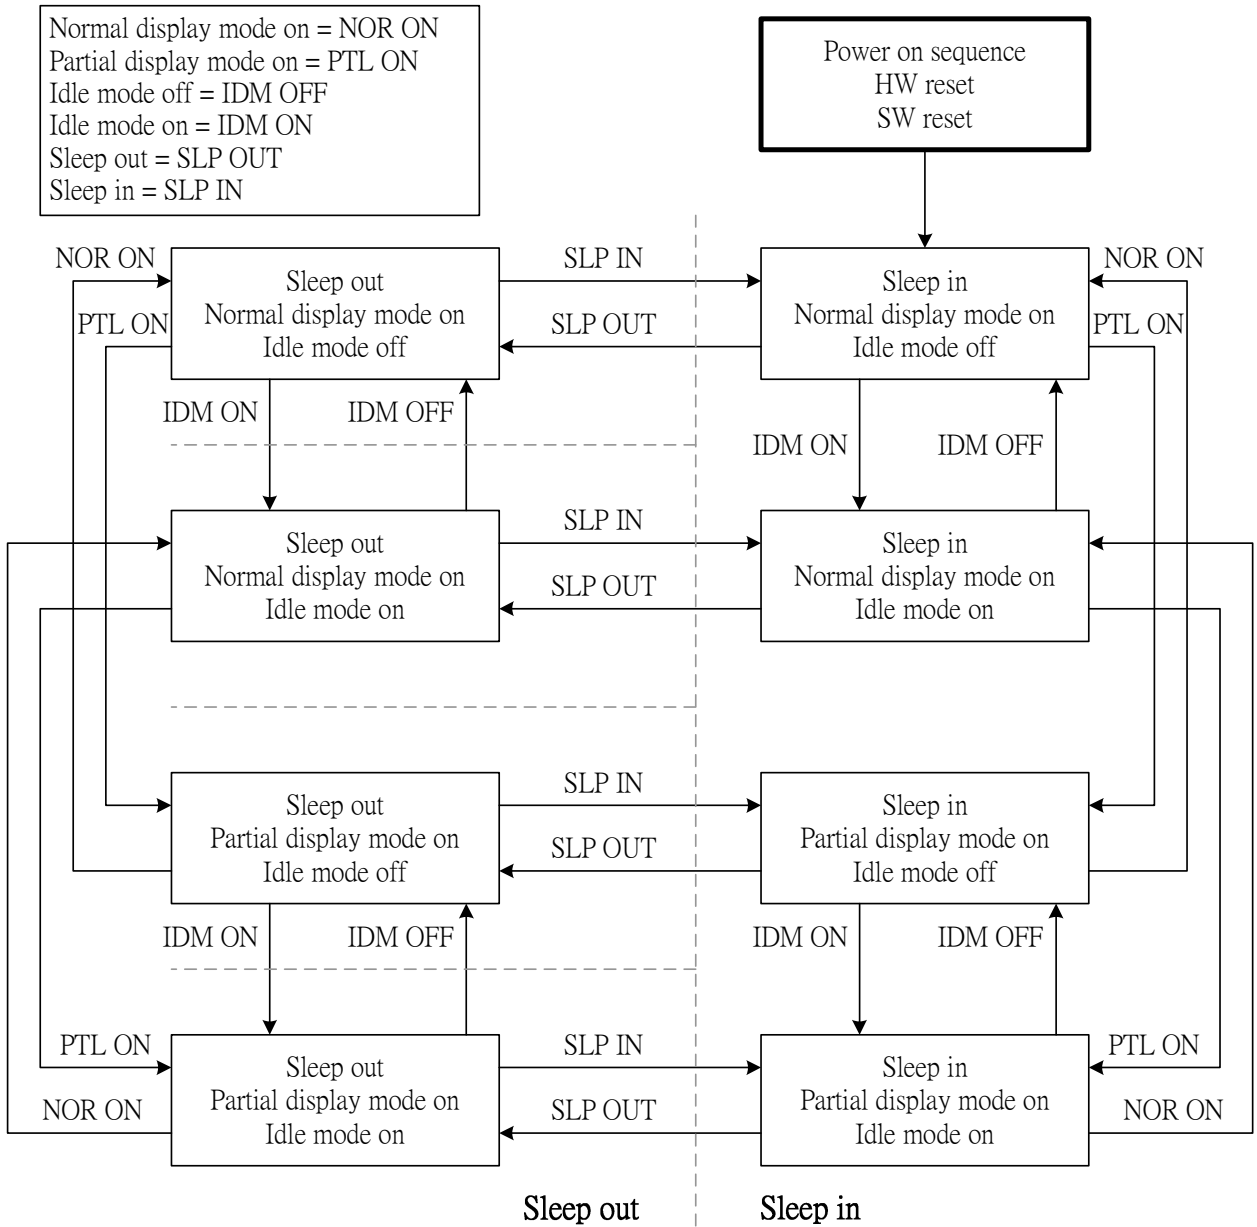 Normal display mode on = NOR ON
Partial display mode on = PTL ON
Idle mode off = IDM OFF
Idle mode on = IDM ON
Sleep out = SLP OUT
Sleep in = SLP IN
Power on sequence
HW reset
SW reset
NOR ON
PTL ON
Sleep out
Normal display mode on
Idle mode off
SLP IN
SLP OUT
Sleep in
Normal display mode on
Idle mode off
NOR ON
PTL ON
IDM ON
IDM OFF
IDM ON
IDM OFF
Sleep out
Normal display mode on
Idle mode on
SLP IN
SLP OUT
Sleep in
Normal display mode on
Idle mode on
Sleep out
Partial display mode on
Idle mode off
SLP IN
SLP OUT
Sleep in
Partial display mode on
Idle mode off
IDM ON
IDM OFF
IDM ON
IDM OFF
PTL ON
NOR ON
Sleep out
Partial display mode on
Idle mode on
SLP IN
SLP OUT
Sleep in
Partial display mode on
Idle mode on
PTL ON
NOR ON
Sleep out
Sleep in